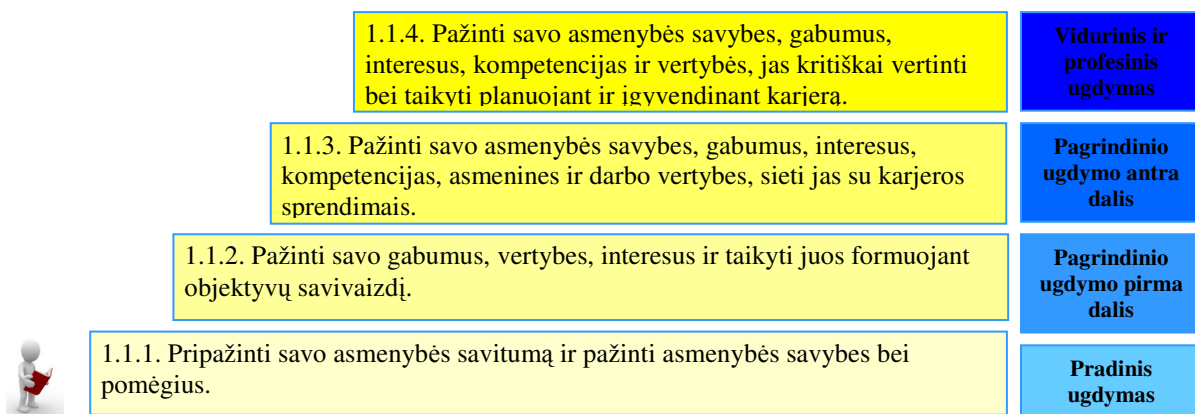 1.1.4. Pažinti savo asmenybės savybes, gabumus,
interesus, kompetencijas ir vertybės, jas kritiškai vertinti
bei taikyti planuojant ir įgyvendinant karjerą.
Vidurinis ir
profesinis
ugdymas
1.1.3. Pažinti savo asmenybės savybes, gabumus, interesus,
kompetencijas, asmenines ir darbo vertybes, sieti jas su karjeros
sprendimais.
Pagrindinio
ugdymo antra
dalis
1.1.2. Pažinti savo gabumus, vertybes, interesus ir taikyti juos formuojant
objektyvų savivaizdį.
Pagrindinio
ugdymo pirma
dalis
1.1.1. Pripažinti savo asmenybės savitumą ir pažinti asmenybės savybes bei
pomėgius.
Pradinis
ugdymas